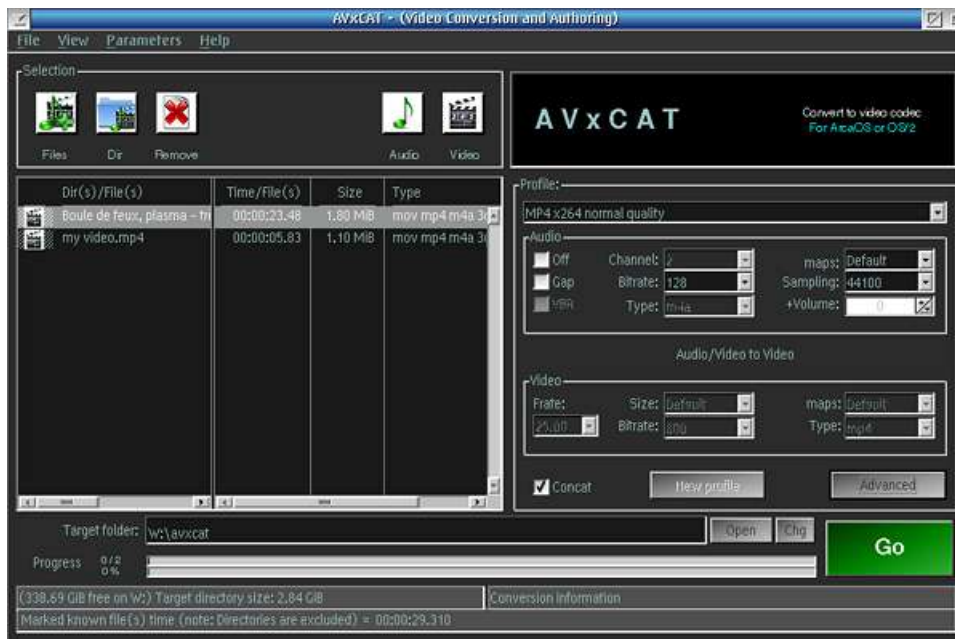 AVxCAT - (Video Conversion and Authoring)
File View Parameters Help
Selection
Files Dir Remove Audio Video
AVxCAT
Convert to video codec
For ArcaOS or OS/2
Dir(s)/File(s) Time/File(s) Size Type
Boule de feux, plasma - 00:00:23.48 1.80 MiB mov mp4 m4a
my video.mp4 00:00:05.83 1,10 MiB mov mp4 m4a
Profile:
MP4 x264 normal quality
Audio
Off Channel: 2 maps: Default
Gap Bitrate: 128 Sampling: 44100
VBR Type: m4a +Volume: 0
Audio/Video to Video
Video
Frate: Size: Default maps: Default
25.00 Bitrate: 800 Type: mp4
Concat New profile Advanced
Target folder: W:\avxcat Open Chg
Go
Progress 0/2
0 %
(338.69 GiB free on W:) Target directory size: 2.84 GiB Conversion information
Marked known file(s) time (note: Directories are excluded) = 00:00:29.310